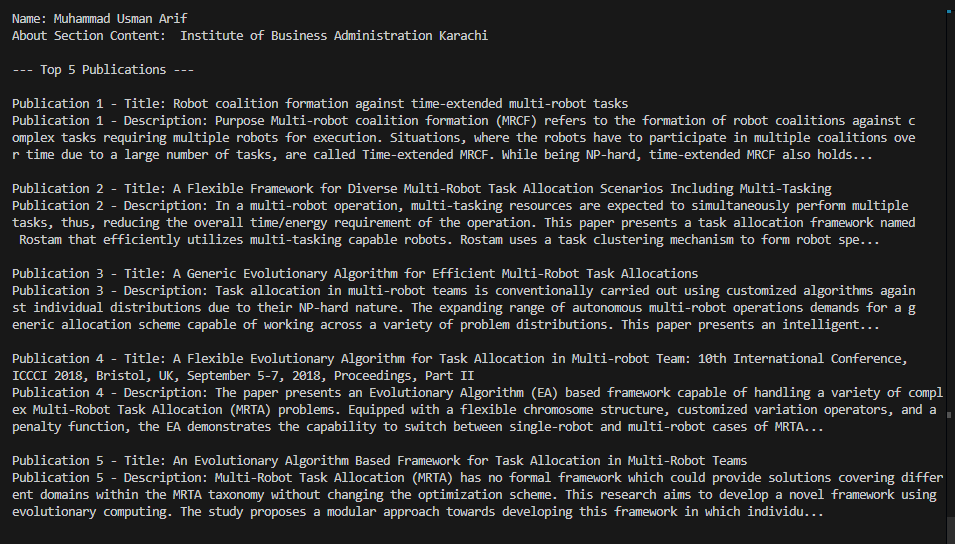 Name: Muhammad Usman Arif
About Section Content:  Institute of Business Administration Karachi
--- Top 5 Publications ---
Publication 1 - Title: Robot coalition formation against time-extended multi-robot tasks
Publication 1 - Description: Purpose Multi-robot coalition formation (MRCF) refers to the formation of robot coalitions against c
omplex tasks requiring multiple robots for execution. Situations, where the robots have to participate in multiple coalitions ove
r time due to a large number of tasks, are called Time-extended MRCF. While being NP-hard, time-extended MRCF also holds...
Publication 2 - Title: A Flexible Framework for Diverse Multi-Robot Task Allocation Scenarios Including Multi-Tasking
Publication 2 - Description: In a multi-robot operation, multi-tasking resources are expected to simultaneously perform multiple
tasks, thus, reducing the overall time/energy requirement of the operation. This paper presents a task allocation framework named
 Rostam that efficiently utilizes multi-tasking capable robots. Rostam uses a task clustering mechanism to form robot spe...
Publication 3 - Title: A Generic Evolutionary Algorithm for Efficient Multi-Robot Task Allocations
Publication 3 - Description: Task allocation in multi-robot teams is conventionally carried out using customized algorithms again
st individual distributions due to their NP-hard nature. The expanding range of autonomous multi-robot operations demands for a g
eneric allocation scheme capable of working across a variety of problem distributions. This paper presents an intelligent...
Publication 4 - Title: A Flexible Evolutionary Algorithm for Task Allocation in Multi-robot Team: 10th International Conference,
ICCCI 2018, Bristol, UK, September 5-7, 2018, Proceedings, Part II
Publication 4 - Description: The paper presents an Evolutionary Algorithm (EA) based framework capable of handling a variety of compl
ex Multi-Robot Task Allocation (MRTA) problems. Equipped with a flexible chromosome structure, customized variation operators, and a
penalty function, the EA demonstrates the capability to switch between single-robot and multi-robot cases of MRTA...
Publication 5 - Title: An Evolutionary Algorithm Based Framework for Task Allocation in Multi-Robot Teams
Publication 5 - Description: Multi-Robot Task Allocation (MRTA) has no formal framework which could provide solutions covering differ
ent domains within the MRTA taxonomy without changing the optimization scheme. This research aims to develop a novel framework using
evolutionary computing. The study proposes a modular approach towards developing this framework in which individu...